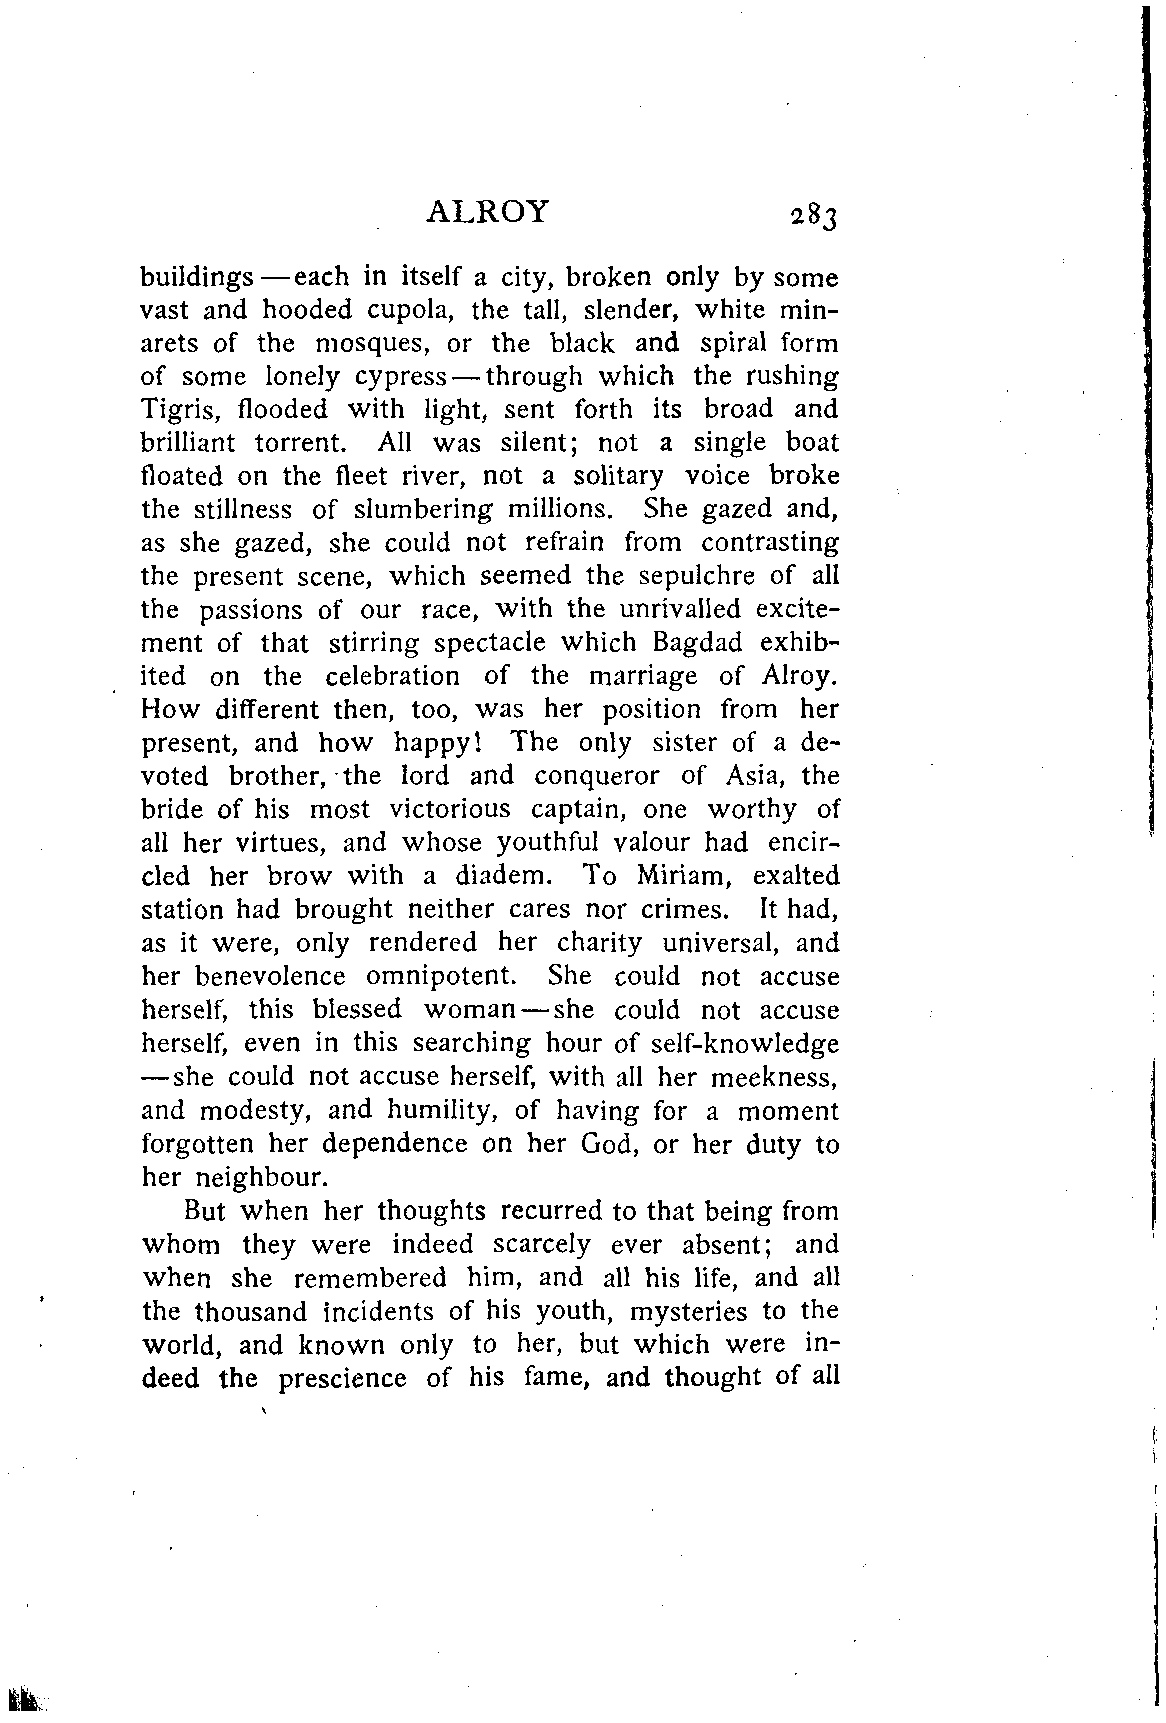 ALROY 283
buildings — each in itself a city, broken only by some
vast and hooded cupola, the tall, slender, white min-
arets of the mosques, or the black and spiral form
of some lonely cypress — through which the rushing
Tigris, flooded with light, sent forth its broad and
brilliant torrent. All was silent; not a single boat
floated on the fleet river, not a solitary voice broke
the stillness of slumbering millions. She gazed and,
as she gazed, she could not refrain from contrasting
the present scene, which seemed the sepulchre of all
the passions of our race, with the unrivalled excite-
ment of that stirring spectacle which Bagdad exhib-
ited on the celebration of the marriage of Alroy.
How different then, too, was her position from her
present, and how happy! The only sister of a de-
voted brother, the lord and conqueror of Asia, the
bride of his most victorious captain, one worthy of
all her virtues, and whose youthful valour had encir-
cled her brow with a diadem. To Miriam, exalted
station had brought neither cares nor crimes. It had,
as it were, only rendered her charity universal, and
her benevolence omnipotent. She could not accuse
herself, this blessed woman — she could not accuse
herself, even in this searching hour of self-knowledge
— she could not accuse herself, with all her meekness,
and modesty, and humility, of having for a moment
forgotten her dependence on her God, or her duty to
her neighbour.
But when her thoughts recurred to that being from
whom they were indeed scarcely ever absent; and
when she remembered him, and all his life, and all
the thousand incidents of his youth, mysteries to the
world, and known only to her, but which were in-
deed the prescience of his fame, and thought of all